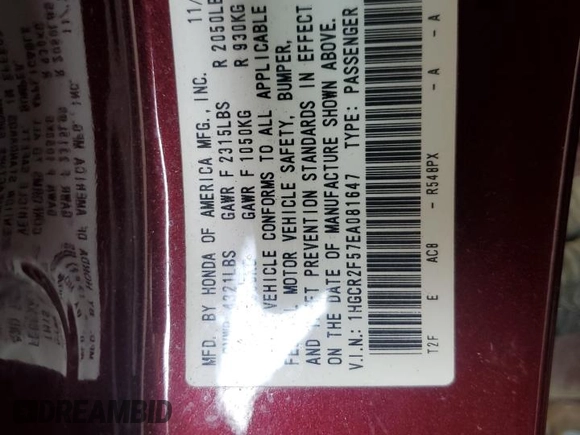 MFD. BY HONDA OF AMERICA MFG., INC. 11/
4321LBS GAWR F 2315LBS R 2050LB
GAWR F 1050KG R 930KG
VEHICLE CONFORMS TO ALL APPLICABLE
MOTOR VEHICLE SAFETY, BUMPER,
AND PREVENTION STANDARDS IN EFFECT
ON THE DATE OF MANUFACTURE SHOWN ABOVE.
V.I.N.: 1HGCR2F57EA081647 TYPE: PASSENGER
T2F E AC8 - R548PX - A - A
DREAMBID